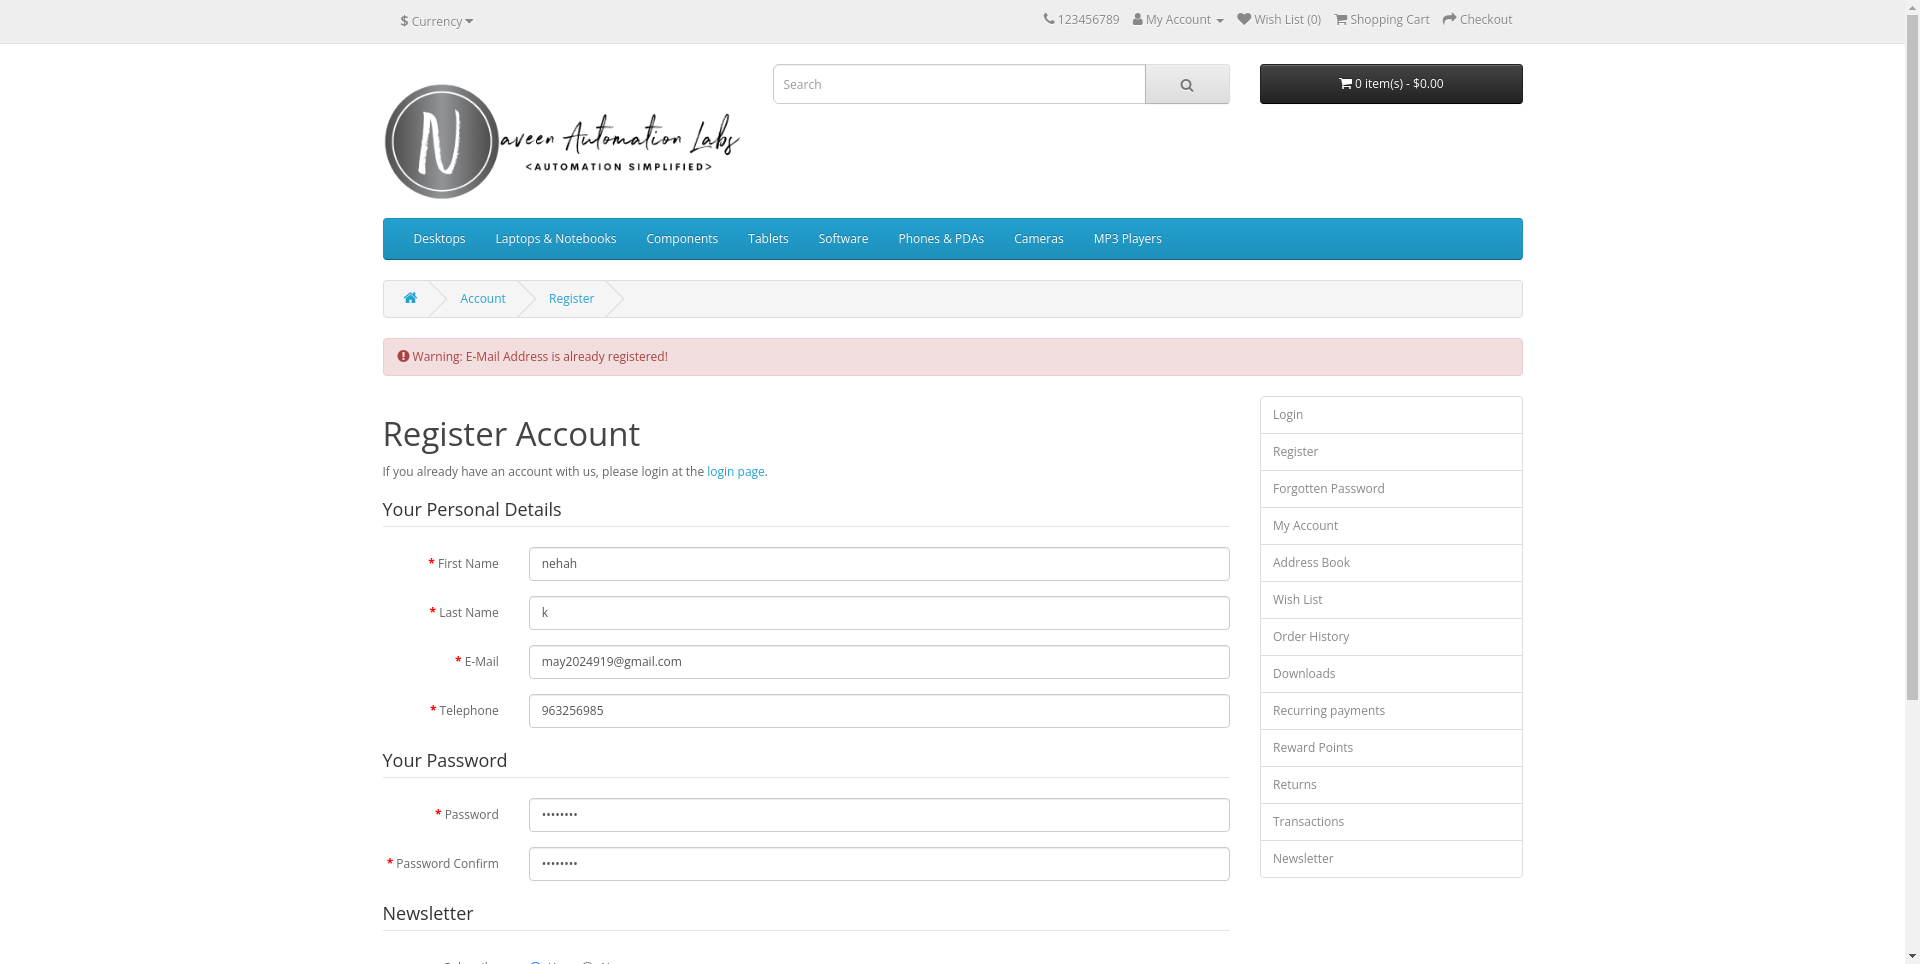 $ Currency
123456789
My Account
Wish List (0)
Shopping Cart
Checkout
N aveen Automation Labs
<AUTOMATION SIMPLIFIED>
Search
0 item(s) - $0.00
Desktops
Laptops & Notebooks
Components
Tablets
Software
Phones & PDAs
Cameras
MP3 Players
Account
Register
Warning: E-Mail Address is already registered!
Register Account
If you already have an account with us, please login at the login page.
Your Personal Details
* First Name
nehah
* Last Name
k
* E-Mail
may2024919@gmail.com
* Telephone
963256985
Your Password
* Password
••••••••
* Password Confirm
••••••••
Newsletter
Login
Register
Forgotten Password
My Account
Address Book
Wish List
Order History
Downloads
Recurring payments
Reward Points
Returns
Transactions
Newsletter